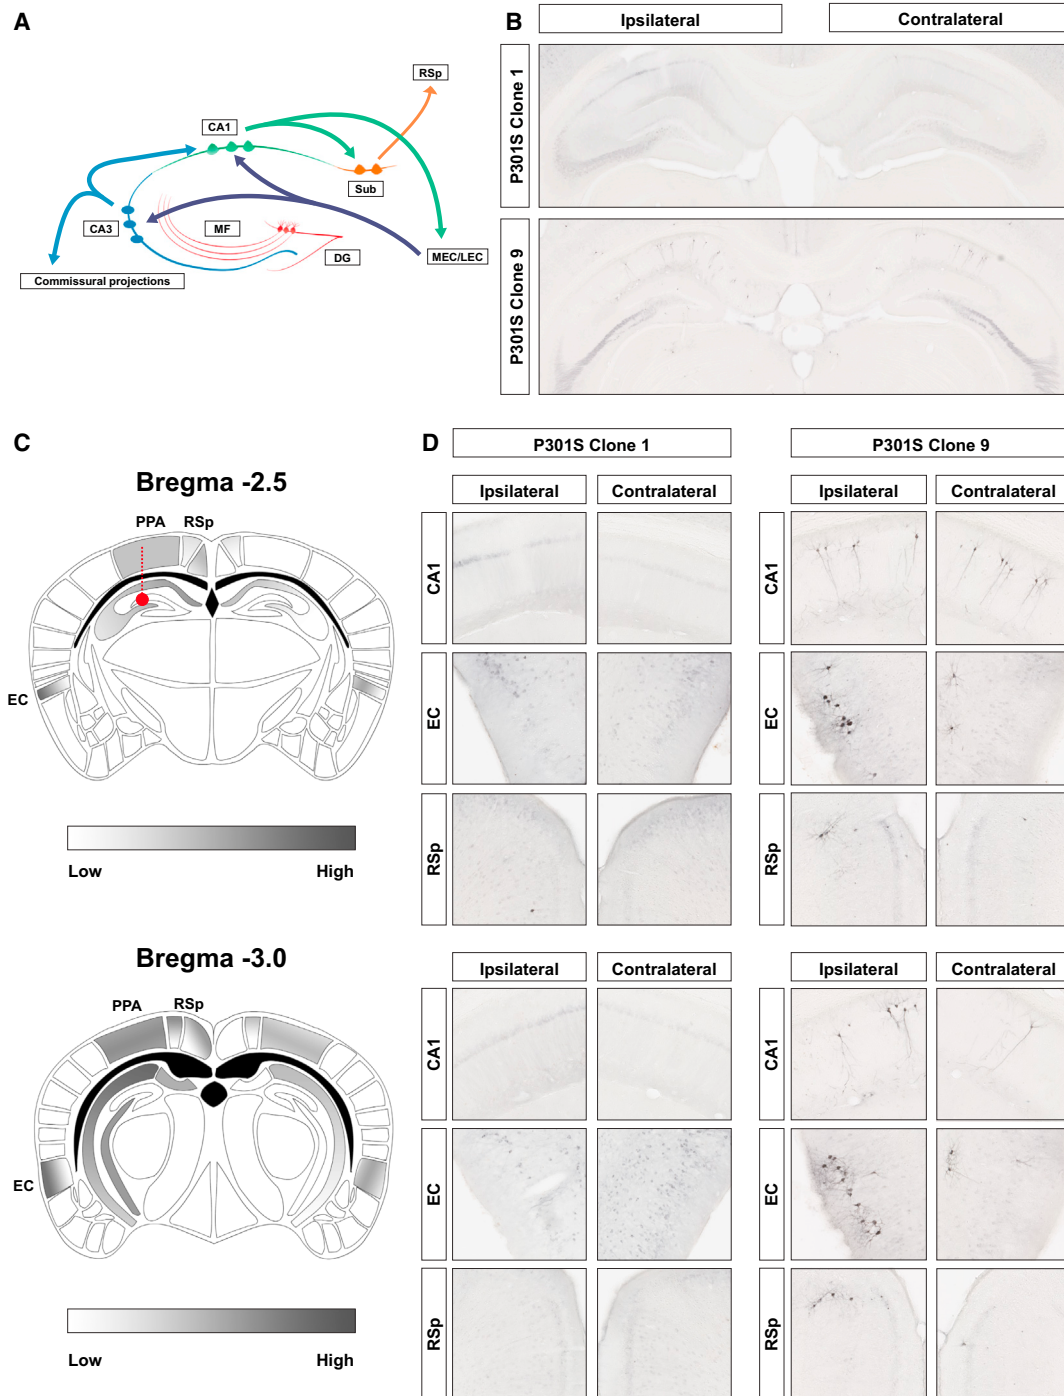 A
RSp
CA1
Sub
CA3
MF
DG
MEC/LEC
Commissural projections
B
Ipsilateral
Contralateral
P301S Clone 1
P301S Clone 9
C
Bregma -2.5
PPA
RSp
EC
Low
High
Bregma -3.0
PPA
RSp
EC
Low
High
D
P301S Clone 1
P301S Clone 9
Ipsilateral
Contralateral
Ipsilateral
Contralateral
CA1
CA1
EC
EC
RSp
RSp
Ipsilateral
Contralateral
Ipsilateral
Contralateral
CA1
CA1
EC
EC
RSp
RSp